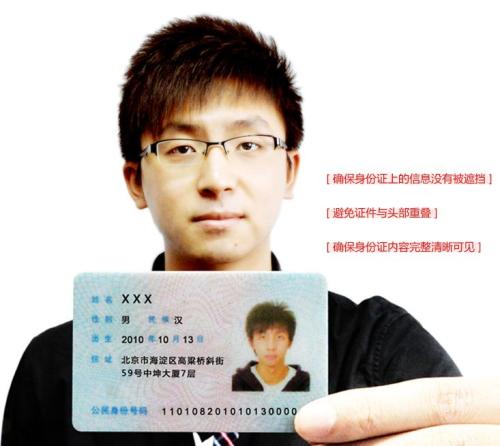 [ 确保身份证上的信息没有被遮挡 ]
[ 避免证件与头部重叠 ]
[ 确保身份证内容完整清晰可见 ]
姓名 XXX
性别 男 民族 汉
出生 2010 年 10 月 13 日
住址 北京市海淀区高粱桥斜街
59号中坤大厦7层
公民身份号码 110108201010130000